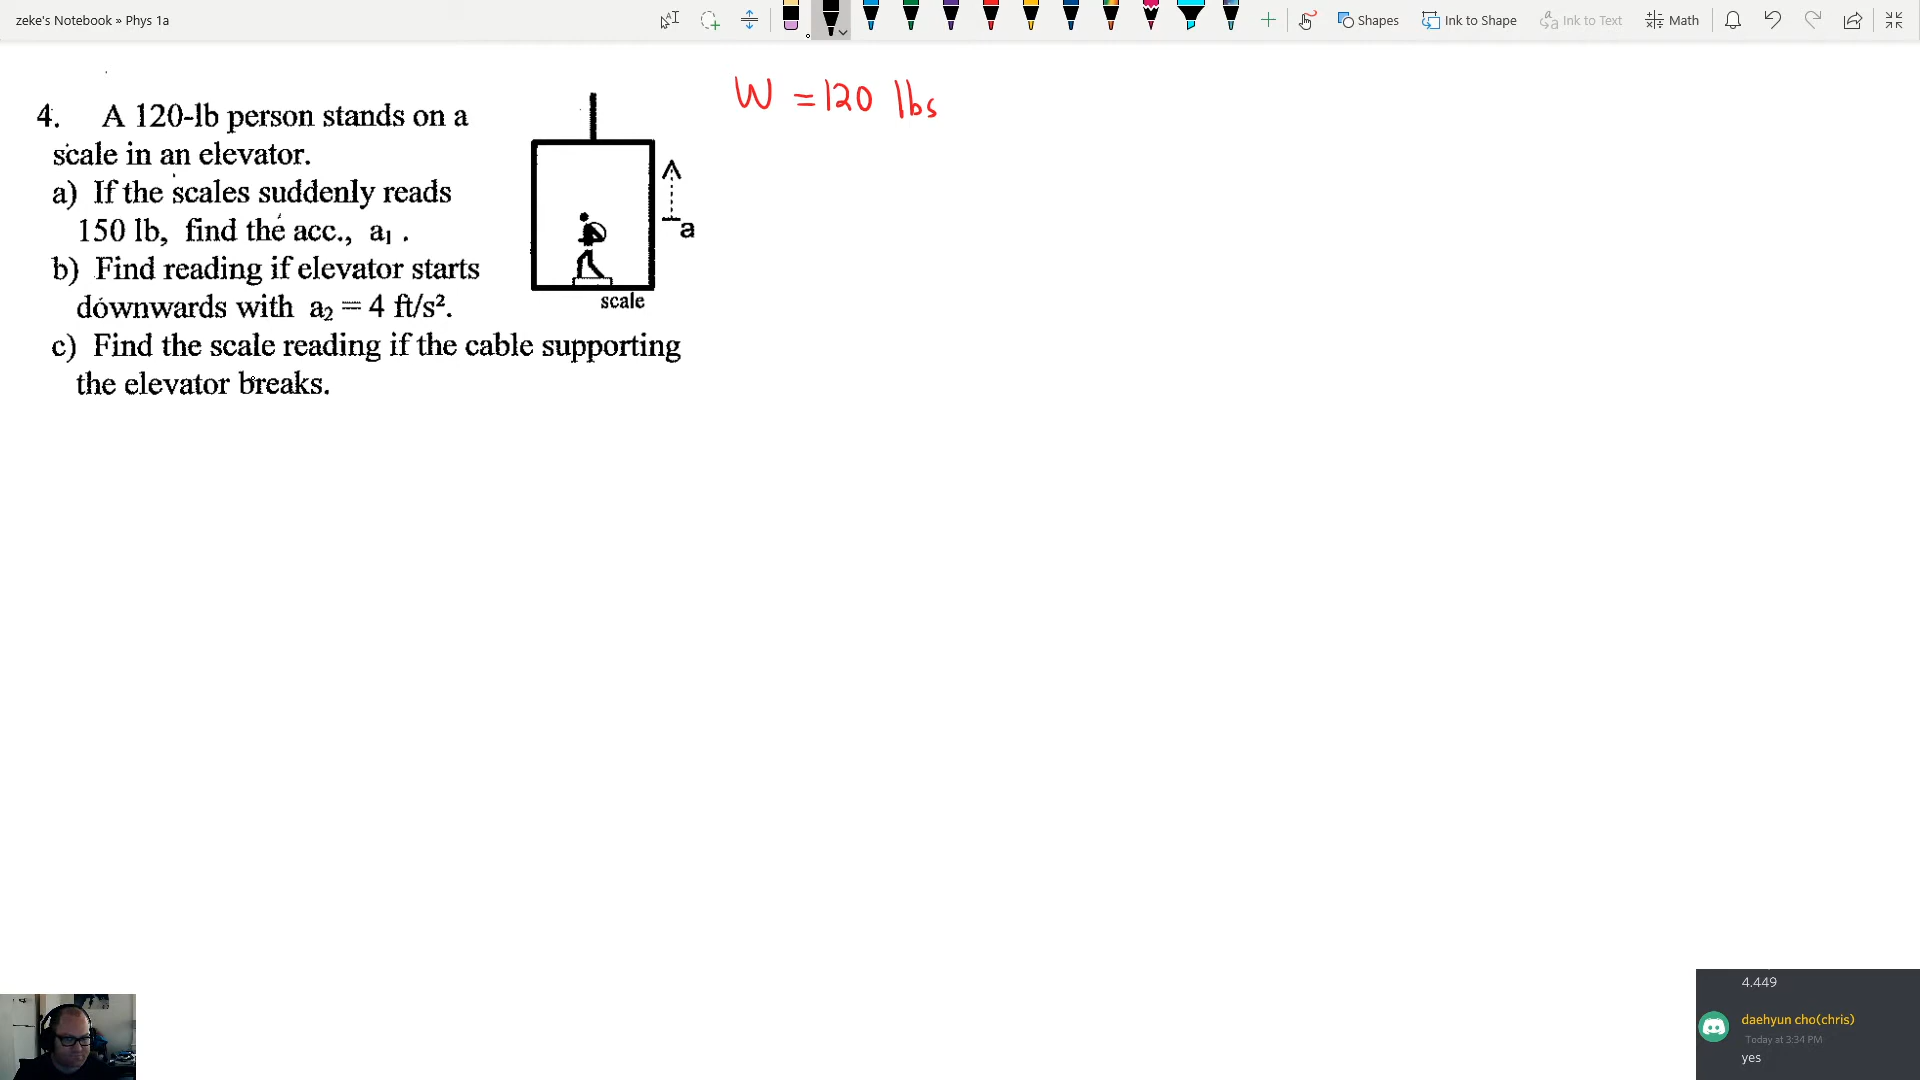 zeke's Notebook » Phys 1a
Shapes
Ink to Shape
Ink to Text
Math
W = 120 lbs
4. A 120-lb person stands on a
scale in an elevator.
a) If the scales suddenly reads
150 lb, find the acc., a₁ .
b) Find reading if elevator starts
downwards with a₂ = 4 ft/s².
c) Find the scale reading if the cable supporting
the elevator breaks.
a
scale
4.449
daehyun cho(chris)
Today at 3:34 PM
yes